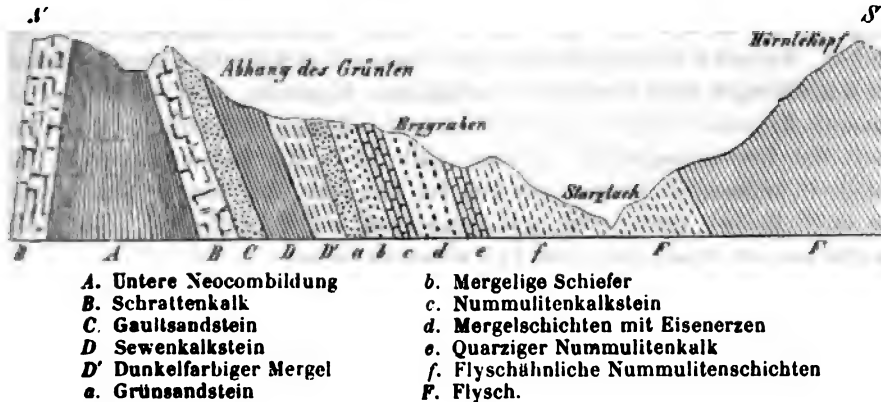 N S
Hörnlekopf
Abhang des Grünten
Erzgraben
Starzlach
B A B C D D' a b c d e f F F
A. Untere Neocombildung
B. Schrattenkalk
C. Gaultsandstein
D Sewenkalkstein
D' Dunkelfarbiger Mergel
a. Grünsandstein
b. Mergelige Schiefer
c. Nummulitenkalkstein
d. Mergelschichten mit Eisenerzen
e. Quarziger Nummulitenkalk
f. Flyschähnliche Nummulitenschichten
F. Flysch.